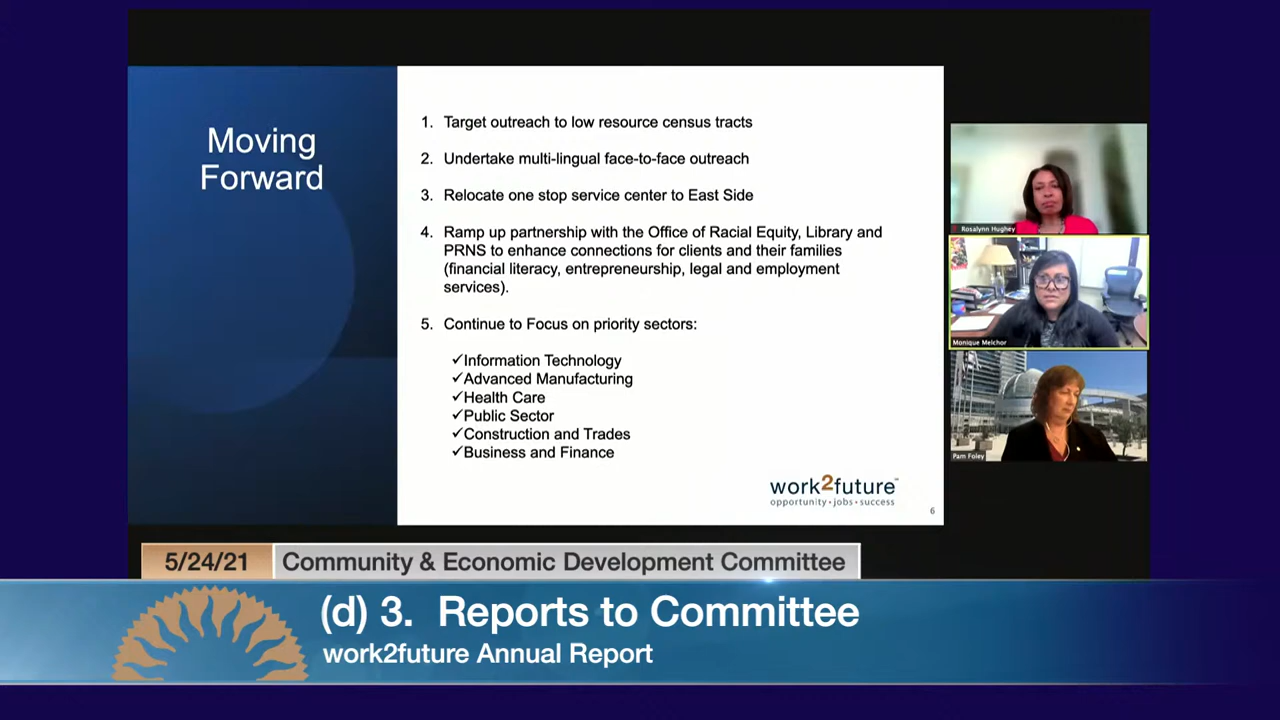 Moving
Forward
1. Target outreach to low resource census tracts
2. Undertake multi-lingual face-to-face outreach
3. Relocate one stop service center to East Side
4. Ramp up partnership with the Office of Racial Equity, Library and
PRNS to enhance connections for clients and their families
(financial literacy, entrepreneurship, legal and employment
services).
5. Continue to Focus on priority sectors:
✓Information Technology
✓Advanced Manufacturing
✓Health Care
✓Public Sector
✓Construction and Trades
✓Business and Finance
work2future
opportunity • jobs • success
6
Rosalynn Hughey
Monique Melchor
Pam Foley
5/24/21 Community & Economic Development Committee
(d) 3. Reports to Committee
work2future Annual Report